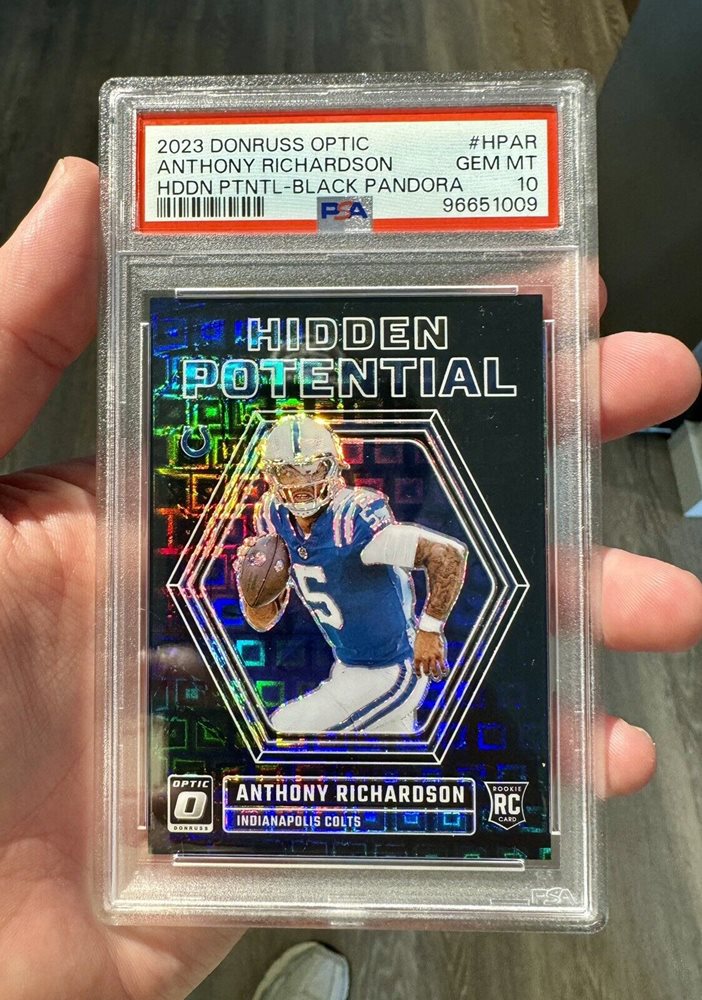 2023 DONRUSS OPTIC #HPAR
ANTHONY RICHARDSON GEM MT
HDDN PTNTL-BLACK PANDORA 10
PSA 96651009
HIDDEN
POTENTIAL
5
OPTIC
DONRUSS
ANTHONY RICHARDSON
INDIANAPOLIS COLTS
ROOKIE
RC
CARD
PSA